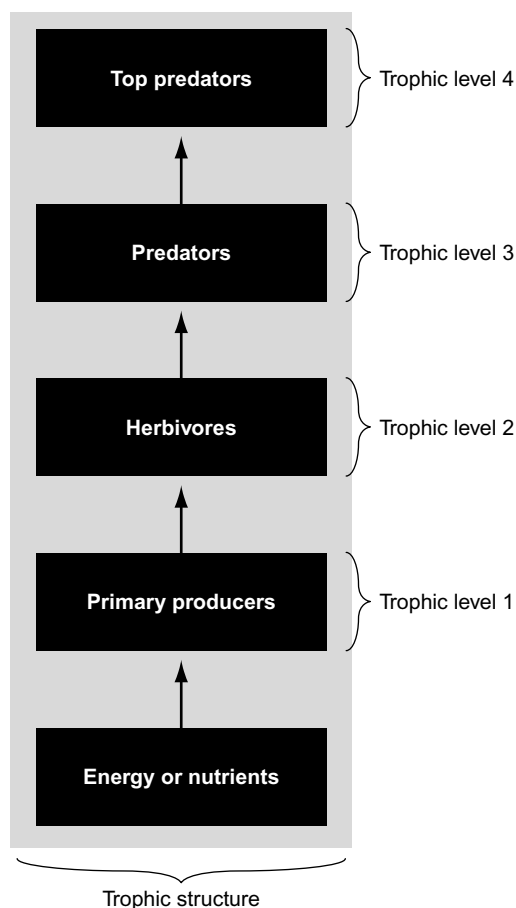 Top predators
Trophic level 4
Predators
Trophic level 3
Herbivores
Trophic level 2
Primary producers
Trophic level 1
Energy or nutrients
Trophic structure